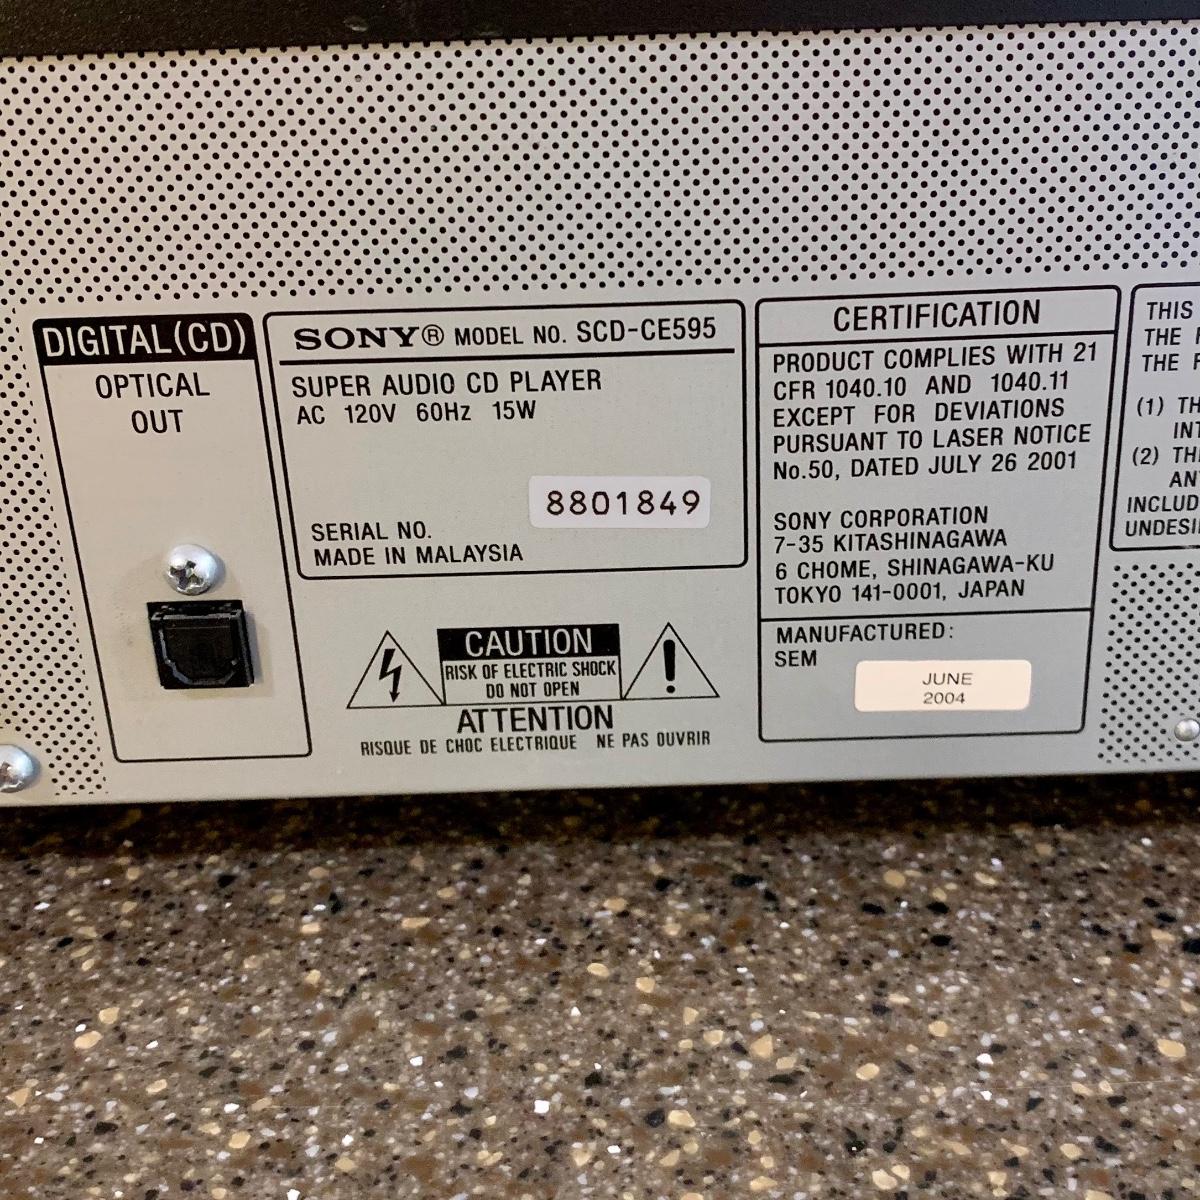 DIGITAL(CD)
OPTICAL
OUT
SONY® MODEL NO. SCD-CE595
SUPER AUDIO CD PLAYER
AC 120V 60Hz 15W
8801849
SERIAL NO.
MADE IN MALAYSIA
CAUTION
RISK OF ELECTRIC SHOCK
DO NOT OPEN
ATTENTION
RISQUE DE CHOC ELECTRIQUE NE PAS OUVRIR
CERTIFICATION
PRODUCT COMPLIES WITH 21
CFR 1040.10 AND 1040.11
EXCEPT FOR DEVIATIONS
PURSUANT TO LASER NOTICE
No.50, DATED JULY 26 2001
SONY CORPORATION
7-35 KITASHINAGAWA
6 CHOME, SHINAGAWA-KU
TOKYO 141-0001, JAPAN
MANUFACTURED:
SEM
JUNE
2004
THIS
THE
THE
(1)
(2)